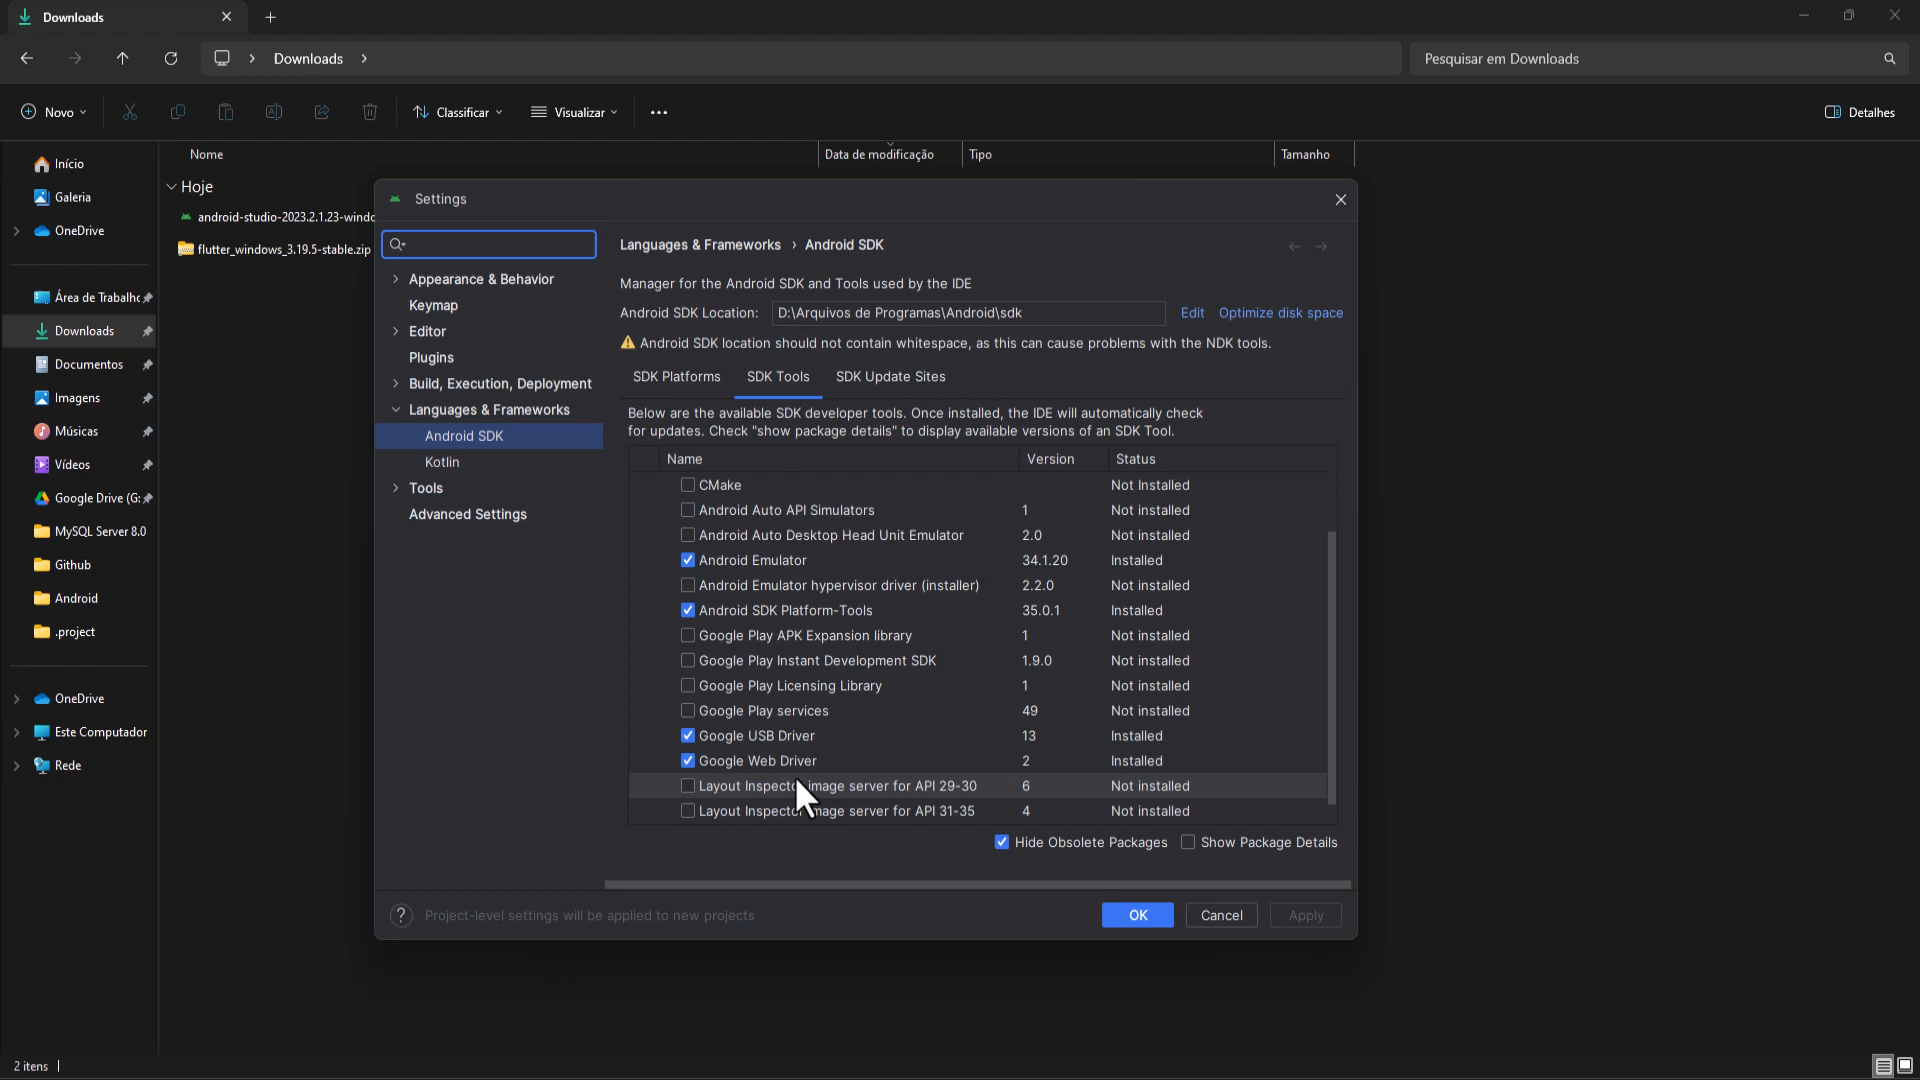 Downloads
Downloads
Pesquisar em Downloads
Novo
Classificar
Visualizar
Detalhes
Início
Galeria
OneDrive
Área de Trabalho
Downloads
Documentos
Imagens
Músicas
Vídeos
Google Drive (G:
MySQL Server 8.0
Github
Android
.project
OneDrive
Este Computador
Rede
Nome
Data de modificação
Tipo
Tamanho
Hoje
android-studio-2023.2.1.23-windo
flutter_windows_3.19.5-stable.zip
Settings
Appearance & Behavior
Keymap
Editor
Plugins
Build, Execution, Deployment
Languages & Frameworks
Android SDK
Kotlin
Tools
Advanced Settings
Languages & Frameworks › Android SDK
Manager for the Android SDK and Tools used by the IDE
Android SDK Location: D:\Arquivos de Programas\Android\sdk Edit Optimize disk space
Android SDK location should not contain whitespace, as this can cause problems with the NDK tools.
SDK Platforms SDK Tools SDK Update Sites
Below are the available SDK developer tools. Once installed, the IDE will automatically check
for updates. Check "show package details" to display available versions of an SDK Tool.
Name Version Status
CMake Not Installed
Android Auto API Simulators 1 Not installed
Android Auto Desktop Head Unit Emulator 2.0 Not installed
Android Emulator 34.1.20 Installed
Android Emulator hypervisor driver (installer) 2.2.0 Not installed
Android SDK Platform-Tools 35.0.1 Installed
Google Play APK Expansion library 1 Not installed
Google Play Instant Development SDK 1.9.0 Not installed
Google Play Licensing Library 1 Not installed
Google Play services 49 Not installed
Google USB Driver 13 Installed
Google Web Driver 2 Installed
Layout Inspector image server for API 29-30 6 Not installed
Layout Inspector image server for API 31-35 4 Not installed
Hide Obsolete Packages Show Package Details
? Project-level settings will be applied to new projects
OK Cancel Apply
2 itens